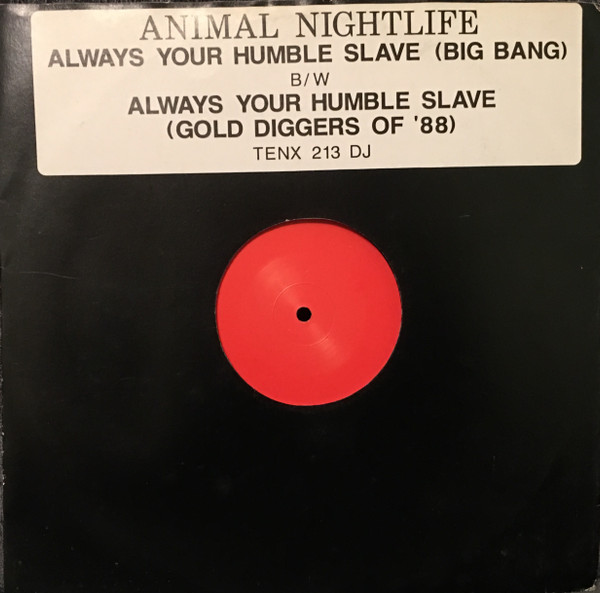 ANIMAL NIGHTLIFE
ALWAYS YOUR HUMBLE SLAVE (BIG BANG)
B/W
ALWAYS YOUR HUMBLE SLAVE
(GOLD DIGGERS OF '88)
TENX 213 DJ